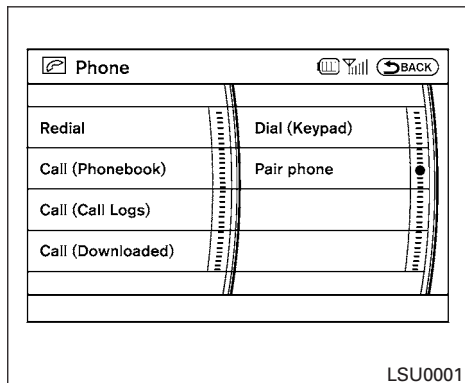 Phone
BACK
Redial
Dial (Keypad)
Call (Phonebook)
Pair phone
Call (Call Logs)
Call (Downloaded)
LSU0001